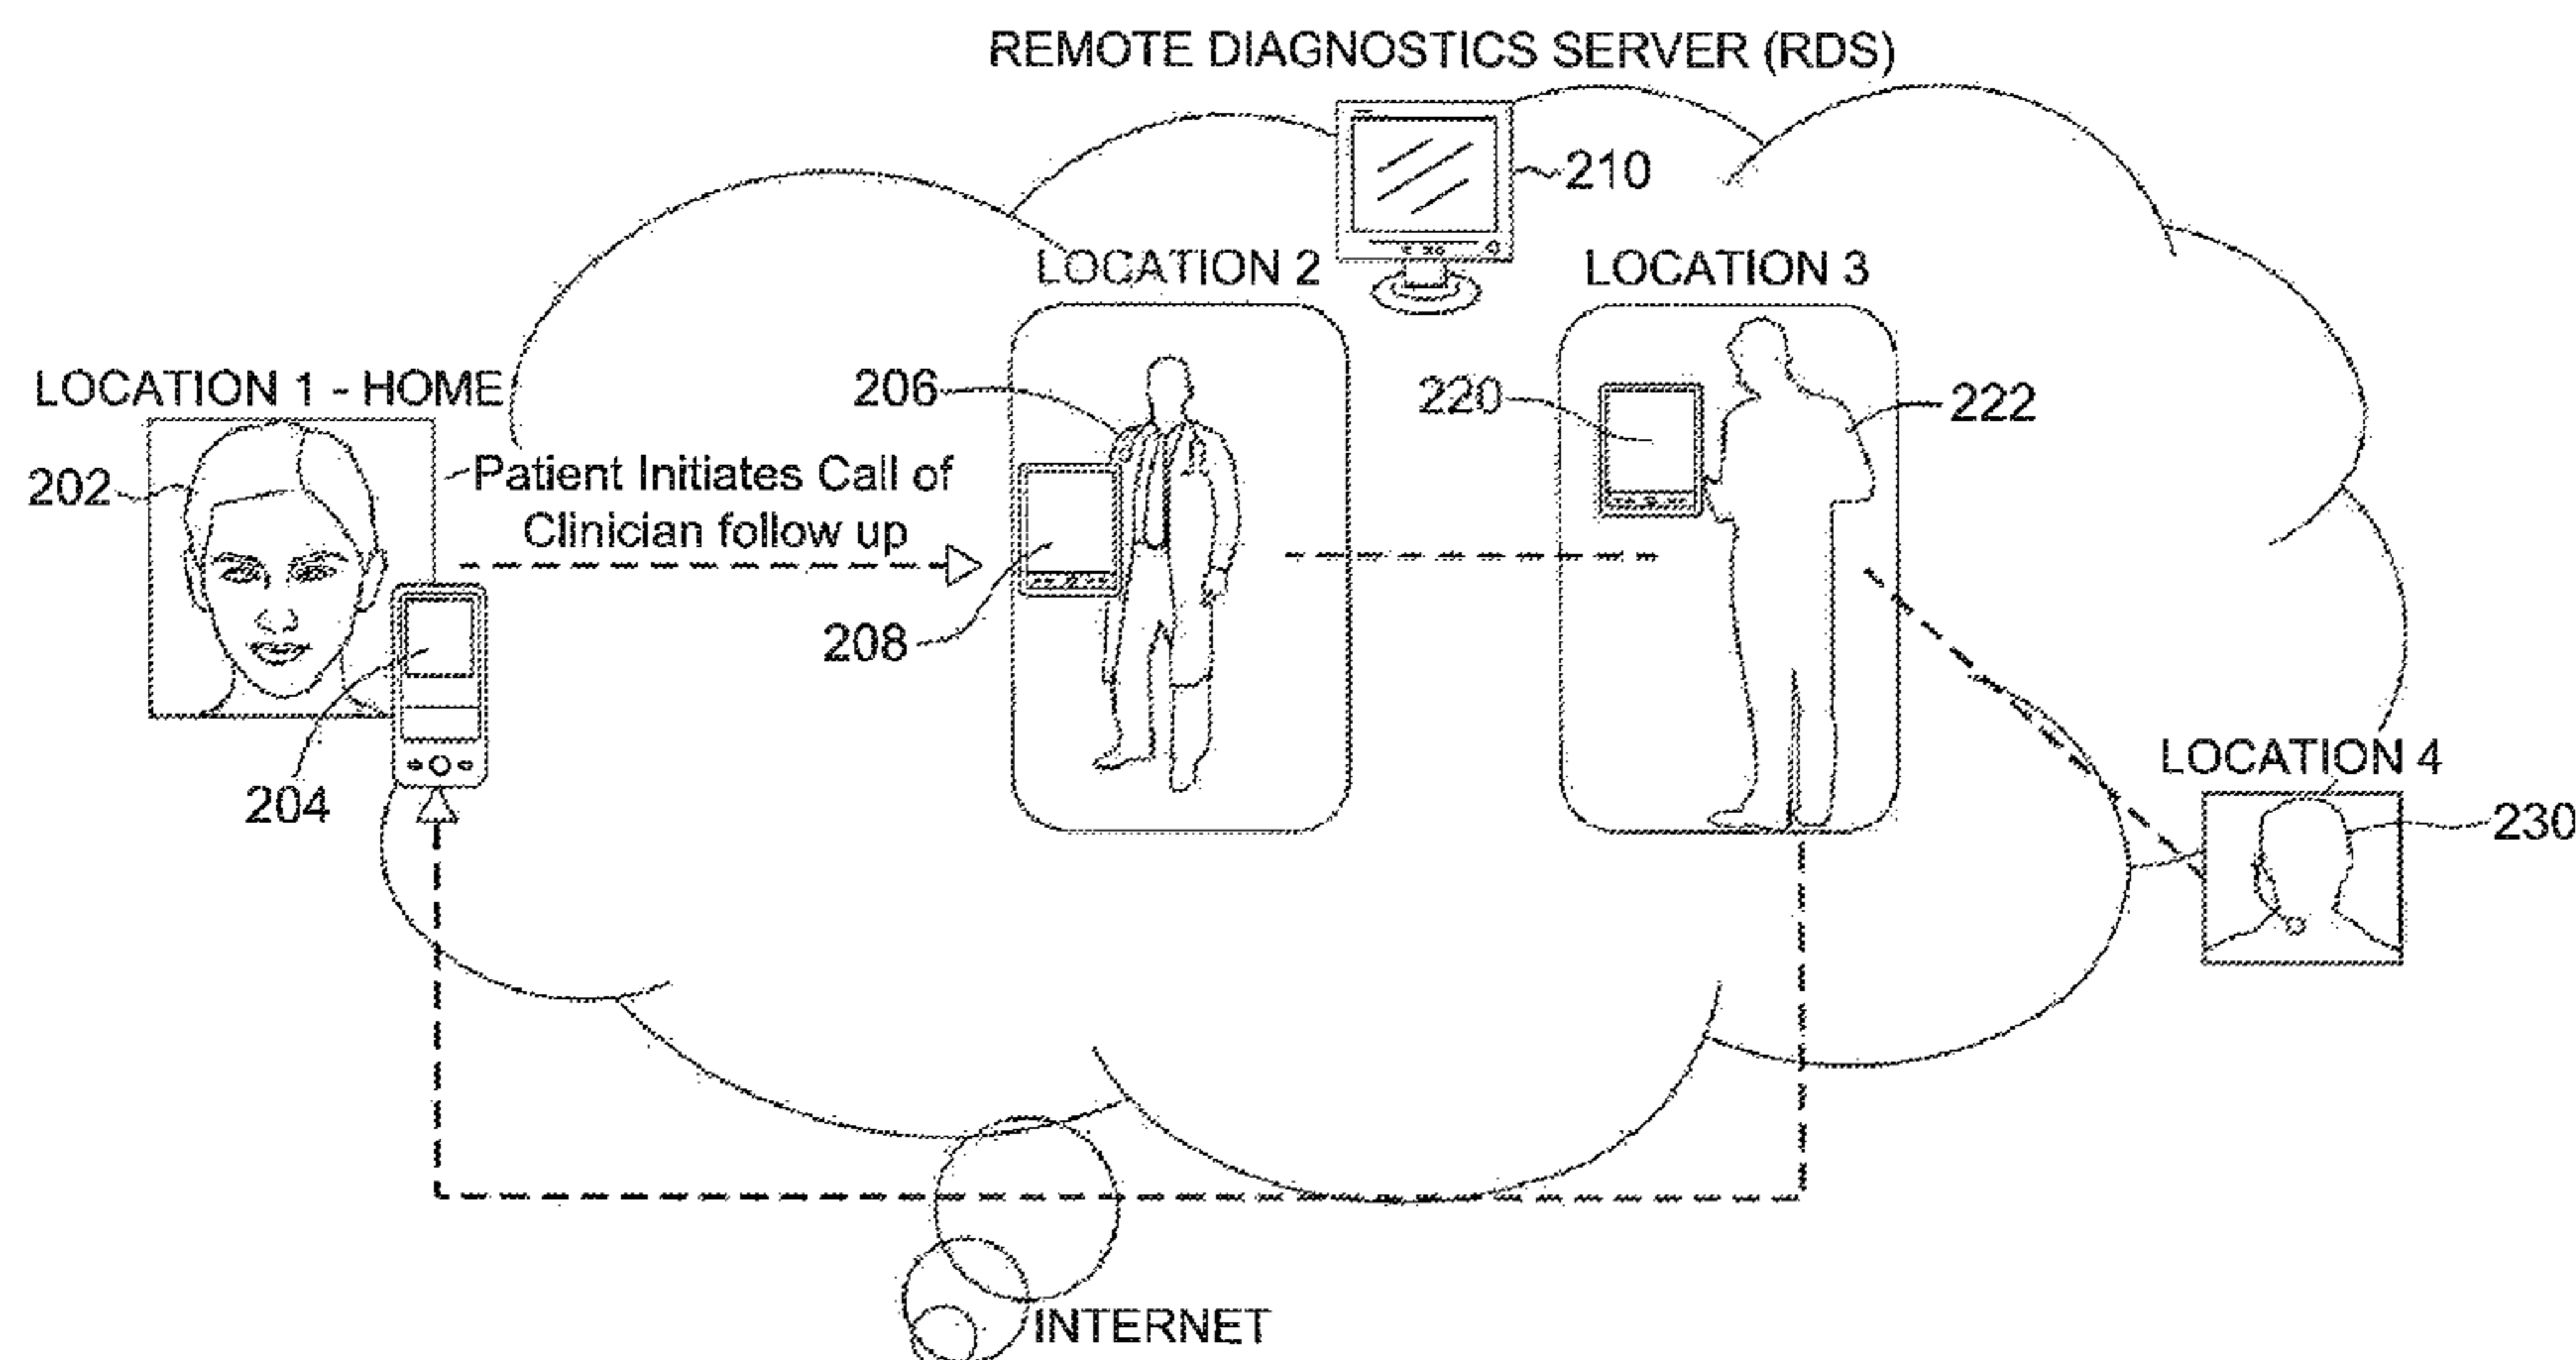 REMOTE DIAGNOSTICS SERVER (RDS)
210
LOCATION 2
LOCATION 3
LOCATION 1 - HOME
206
220
222
202
Patient Initiates Call of
Clinician follow up
208
204
LOCATION 4
230
INTERNET